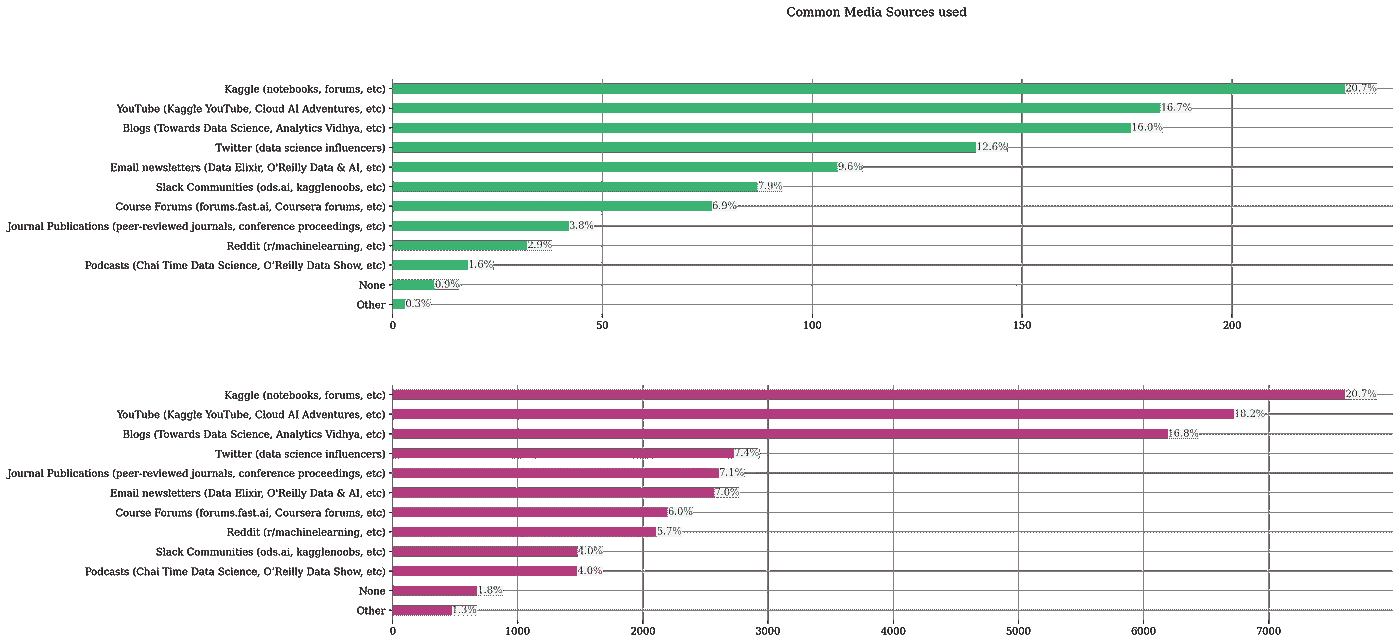 Common Media Sources used
Kaggle (notebooks, forums, etc) 20.7%
YouTube (Kaggle YouTube, Cloud AI Adventures, etc) 16.7%
Blogs (Towards Data Science, Analytics Vidhya, etc) 16.0%
Twitter (data science influencers) 12.6%
Email newsletters (Data Elixir, O'Reilly Data & AI, etc) 9.6%
Slack Communities (ods.ai, kagglenoobs, etc) 7.9%
Course Forums (forums.fast.ai, Coursera forums, etc) 6.9%
Journal Publications (peer-reviewed journals, conference proceedings, etc) 3.8%
Reddit (r/machinelearning, etc) 2.9%
Podcasts (Chai Time Data Science, O’Reilly Data Show, etc) 1.6%
None 0.9%
Other 0.3%
0 50 100 150 200
Kaggle (notebooks, forums, etc) 20.7%
YouTube (Kaggle YouTube, Cloud AI Adventures, etc) 18.2%
Blogs (Towards Data Science, Analytics Vidhya, etc) 16.8%
Twitter (data science influencers) 7.4%
Journal Publications (peer-reviewed journals, conference proceedings, etc) 7.1%
Email newsletters (Data Elixir, O'Reilly Data & AI, etc) 7.0%
Course Forums (forums.fast.ai, Coursera forums, etc) 6.0%
Reddit (r/machinelearning, etc) 5.7%
Slack Communities (ods.ai, kagglenoobs, etc) 4.0%
Podcasts (Chai Time Data Science, O’Reilly Data Show, etc) 4.0%
None 1.8%
Other 1.3%
0 1000 2000 3000 4000 5000 6000 7000